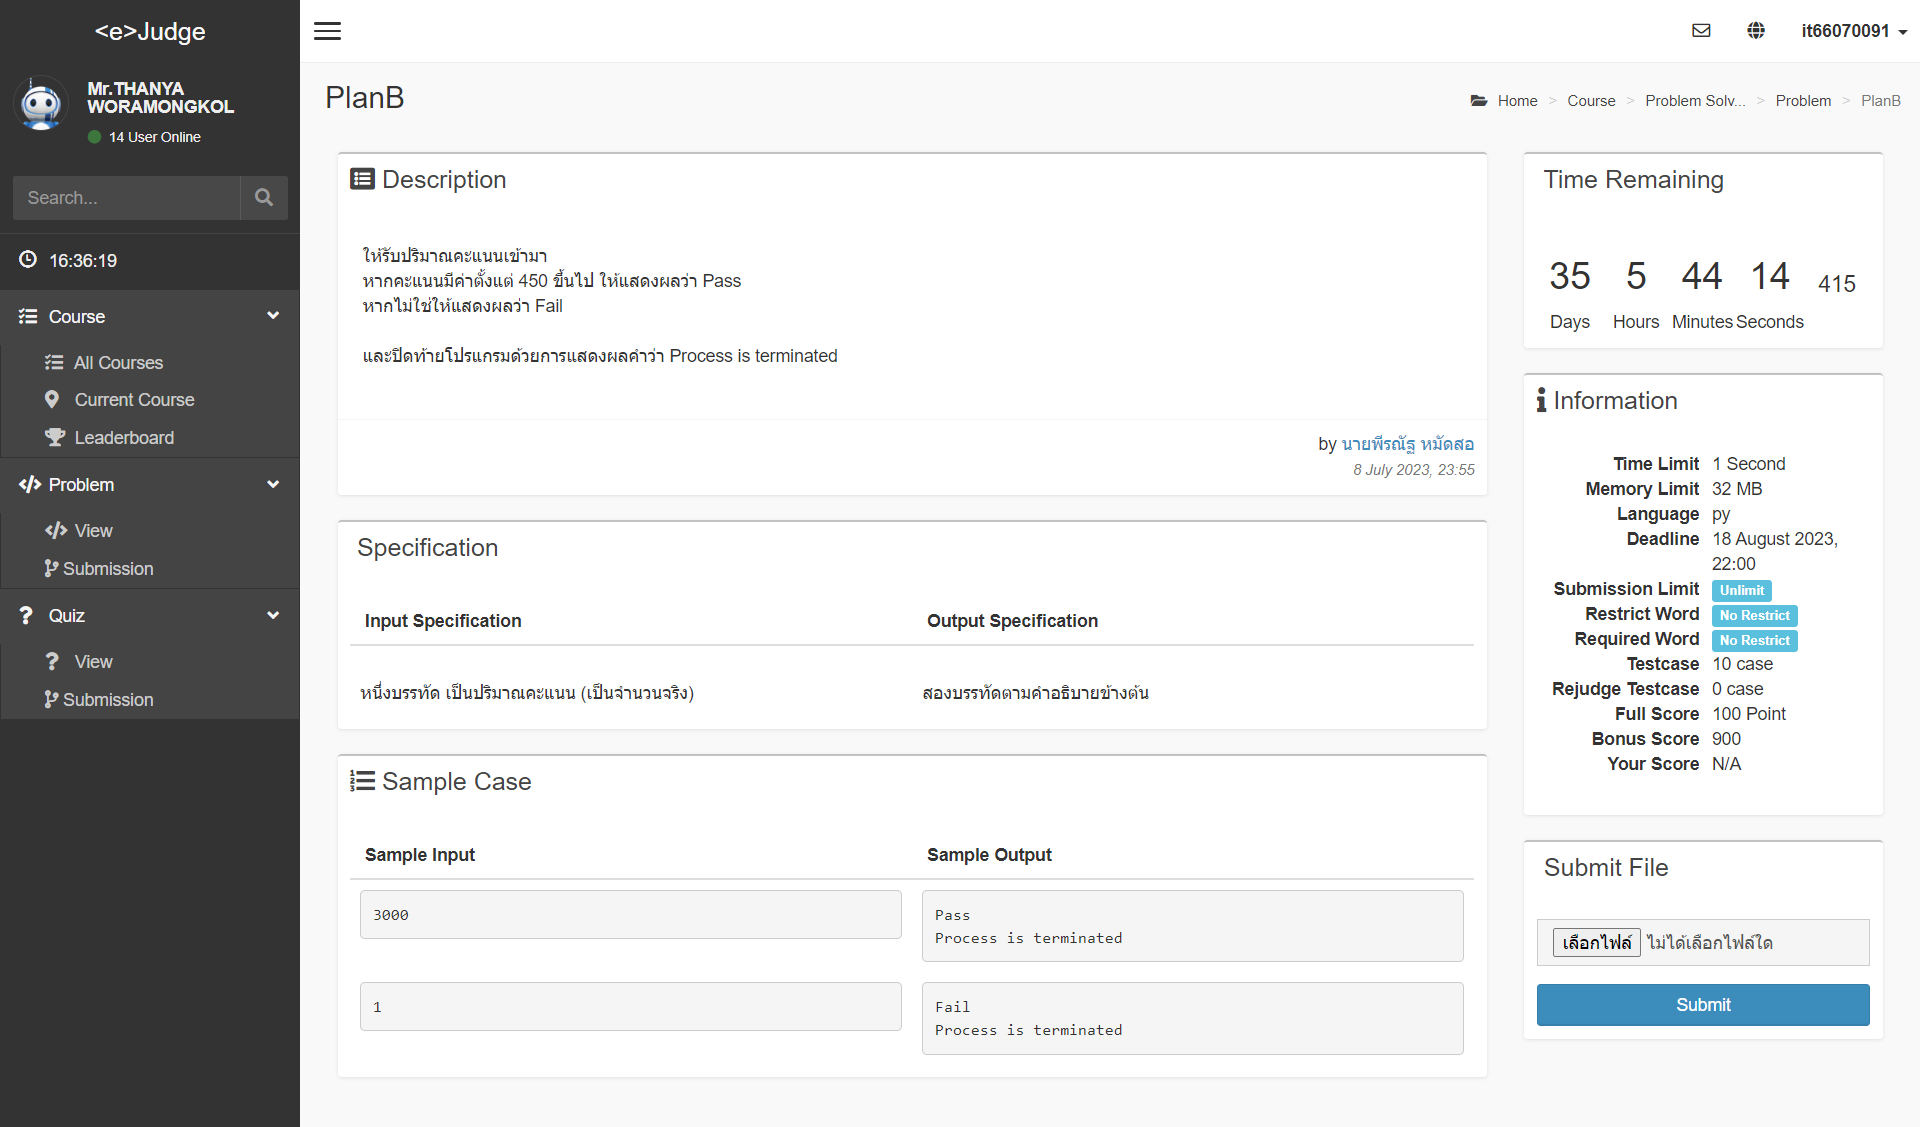 <e>Judge
Mr.THANYA
WORAMONGKOL
14 User Online
Search...
16:36:19
Course
All Courses
Current Course
Leaderboard
Problem
View
Submission
Quiz
View
Submission
it66070091
PlanB
Home > Course > Problem Solv... > Problem > PlanB
Description
ให้รับปริมาณคะแนนเข้ามา
หากคะแนนมีค่าตั้งแต่ 450 ขึ้นไป ให้แสดงผลว่า Pass
หากไม่ใช่ให้แสดงผลว่า Fail
และปิดท้ายโปรแกรมด้วยการแสดงผลคำว่า Process is terminated
by นายพีรณัฐ หมัดสอ
8 July 2023, 23:55
Specification
Input Specification Output Specification
หนึ่งบรรทัด เป็นปริมาณคะแนน (เป็นจำนวนจริง) สองบรรทัดตามคำอธิบายข้างต้น
Sample Case
Sample Input Sample Output
3000
Pass
Process is terminated
1
Fail
Process is terminated
Time Remaining
35 5 44 14 415
Days Hours Minutes Seconds
Information
Time Limit 1 Second
Memory Limit 32 MB
Language py
Deadline 18 August 2023,
22:00
Submission Limit Unlimit
Restrict Word No Restrict
Required Word No Restrict
Testcase 10 case
Rejudge Testcase 0 case
Full Score 100 Point
Bonus Score 900
Your Score N/A
Submit File
เลือกไฟล์ ไม่ได้เลือกไฟล์ใด
Submit